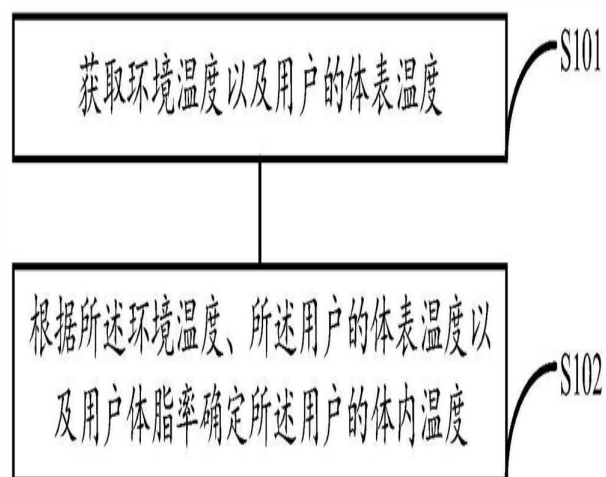 获取环境温度以及用户的体表温度
S101
根据所述环境温度、所述用户的体表温度以
及用户体脂率确定所述用户的体内温度
S102